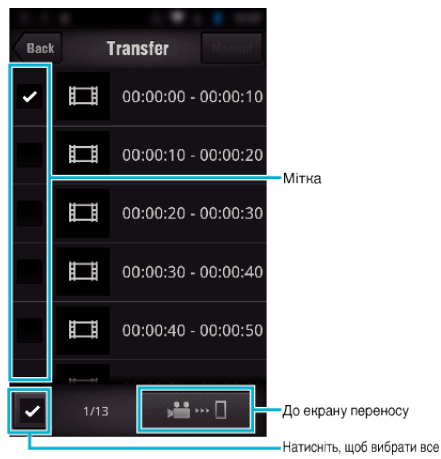 Back Transfer Manual
00:00:00 - 00:00:10
00:00:10 - 00:00:20
Мітка
00:00:20 - 00:00:30
00:00:30 - 00:00:40
00:00:40 - 00:00:50
1/13
До екрану переносу
Натисніть, щоб вибрати все